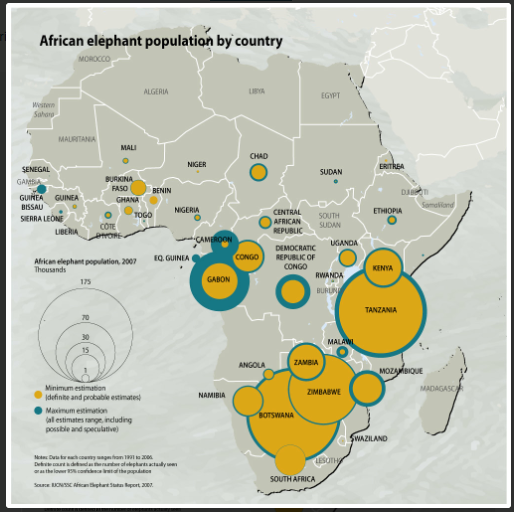 African elephant population by country
MOROCCO
ALGERIA
LIBYA
EGYPT
Western
Sahara
MAURITANIA
MALI
NIGER
CHAD
SUDAN
ERITREA
SENEGAL
GAMBIA
GUINEA
BISSAU
GUINEA
SIERRA LEONE
LIBERIA
BURKINA
FASO
BENIN
GHANA
TOGO
CÔTE
D'IVOIRE
NIGERIA
CENTRAL
AFRICAN
REPUBLIC
SOUTH
SUDAN
ETHIOPIA
DJIBOUTI
Somaliland
CAMEROON
EQ. GUINEA
CONGO
GABON
DEMOCRATIC
REPUBLIC OF
CONGO
UGANDA
KENYA
RWANDA
BURUNDI
TANZANIA
African elephant population, 2007
Thousands
175
70
30
15
1
Minimum estimation
(definite and probable estimates)
Maximum estimation
(all estimates range, including
possible and speculative)
MALAWI
ANGOLA
ZAMBIA
MOZAMBIQUE
MADAGASCAR
NAMIBIA
ZIMBABWE
BOTSWANA
SWAZILAND
LESOTHO
SOUTH AFRICA
Notes: Data for each country ranges from 1991 to 2006.
Definite count is defined as the number of elephants actually seen
or as the lower 95% confidence limit of the population
Source: IUCN/SSC African Elephant Status Report, 2007.